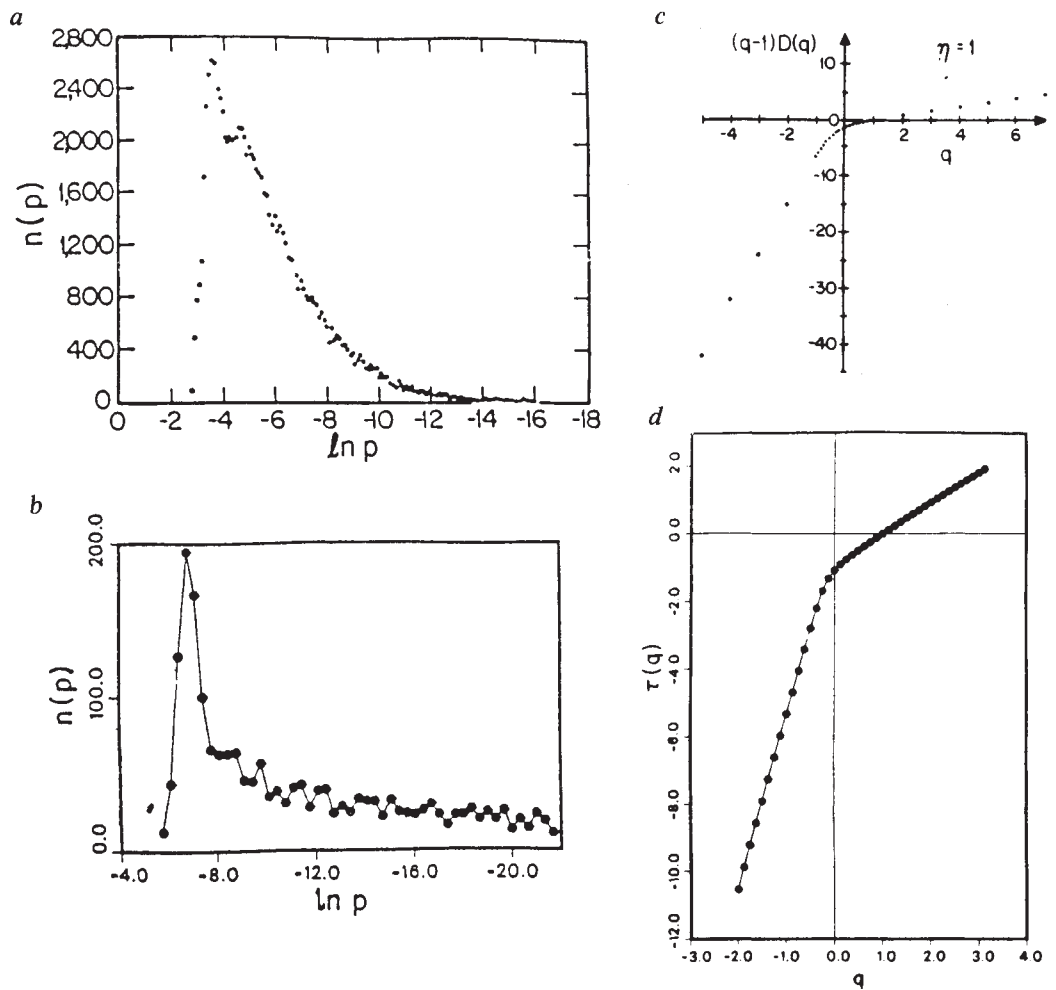 a
n(p)
2,800
2,400
2,000
1,600
1,200
800
400
0
0 -2 -4 -6 -8 -10 -12 -14 -16 -18
ln p
b
n(p)
200.0
100.0
0.0
-4.0 -8.0 -12.0 -16.0 -20.0
ln p
c
(q-1)D(q)
η = 1
10
0
-10
-20
-30
-40
-4 -2 2 4 6
q
d
τ(q)
2.0
0.0
-2.0
-4.0
-6.0
-8.0
-10.0
-12.0
-3.0 -2.0 -1.0 0.0 1.0 2.0 3.0 4.0
q